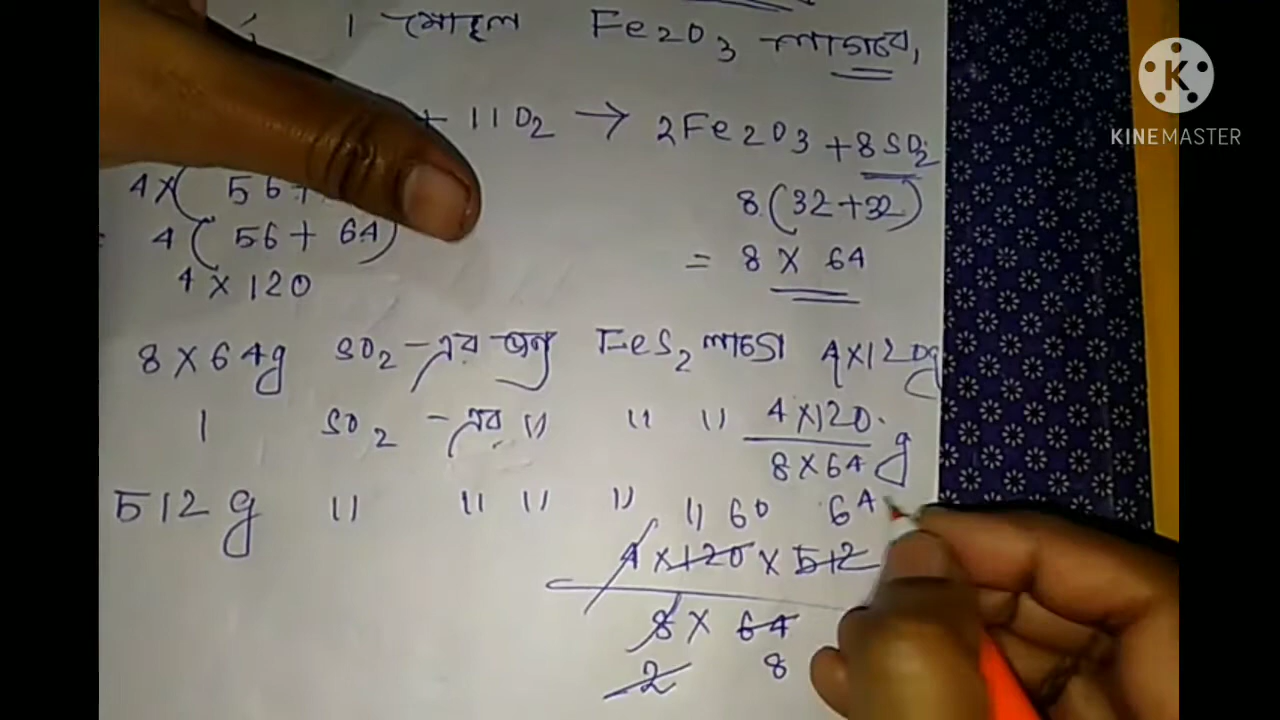 1 মোল Fe2O3 লাগবে,
+ 11O2 → 2Fe2O3 + 8SO2
4×(56+
8(32+32)
= 4(56+64)
= 8×64
4×120
8×64g SO2-এর জন্য FeS2 লাগে 4×120g
1 SO2-এর " " " 4×120/8×64 g
512g " " " " " 60 64
4×120×512
8×64
2 8
K
KINEMASTER